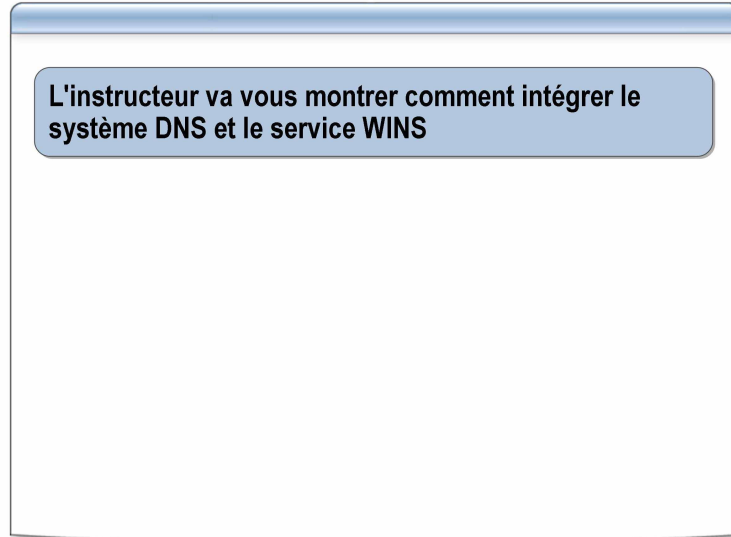 L'instructeur va vous montrer comment intégrer le
système DNS et le service WINS